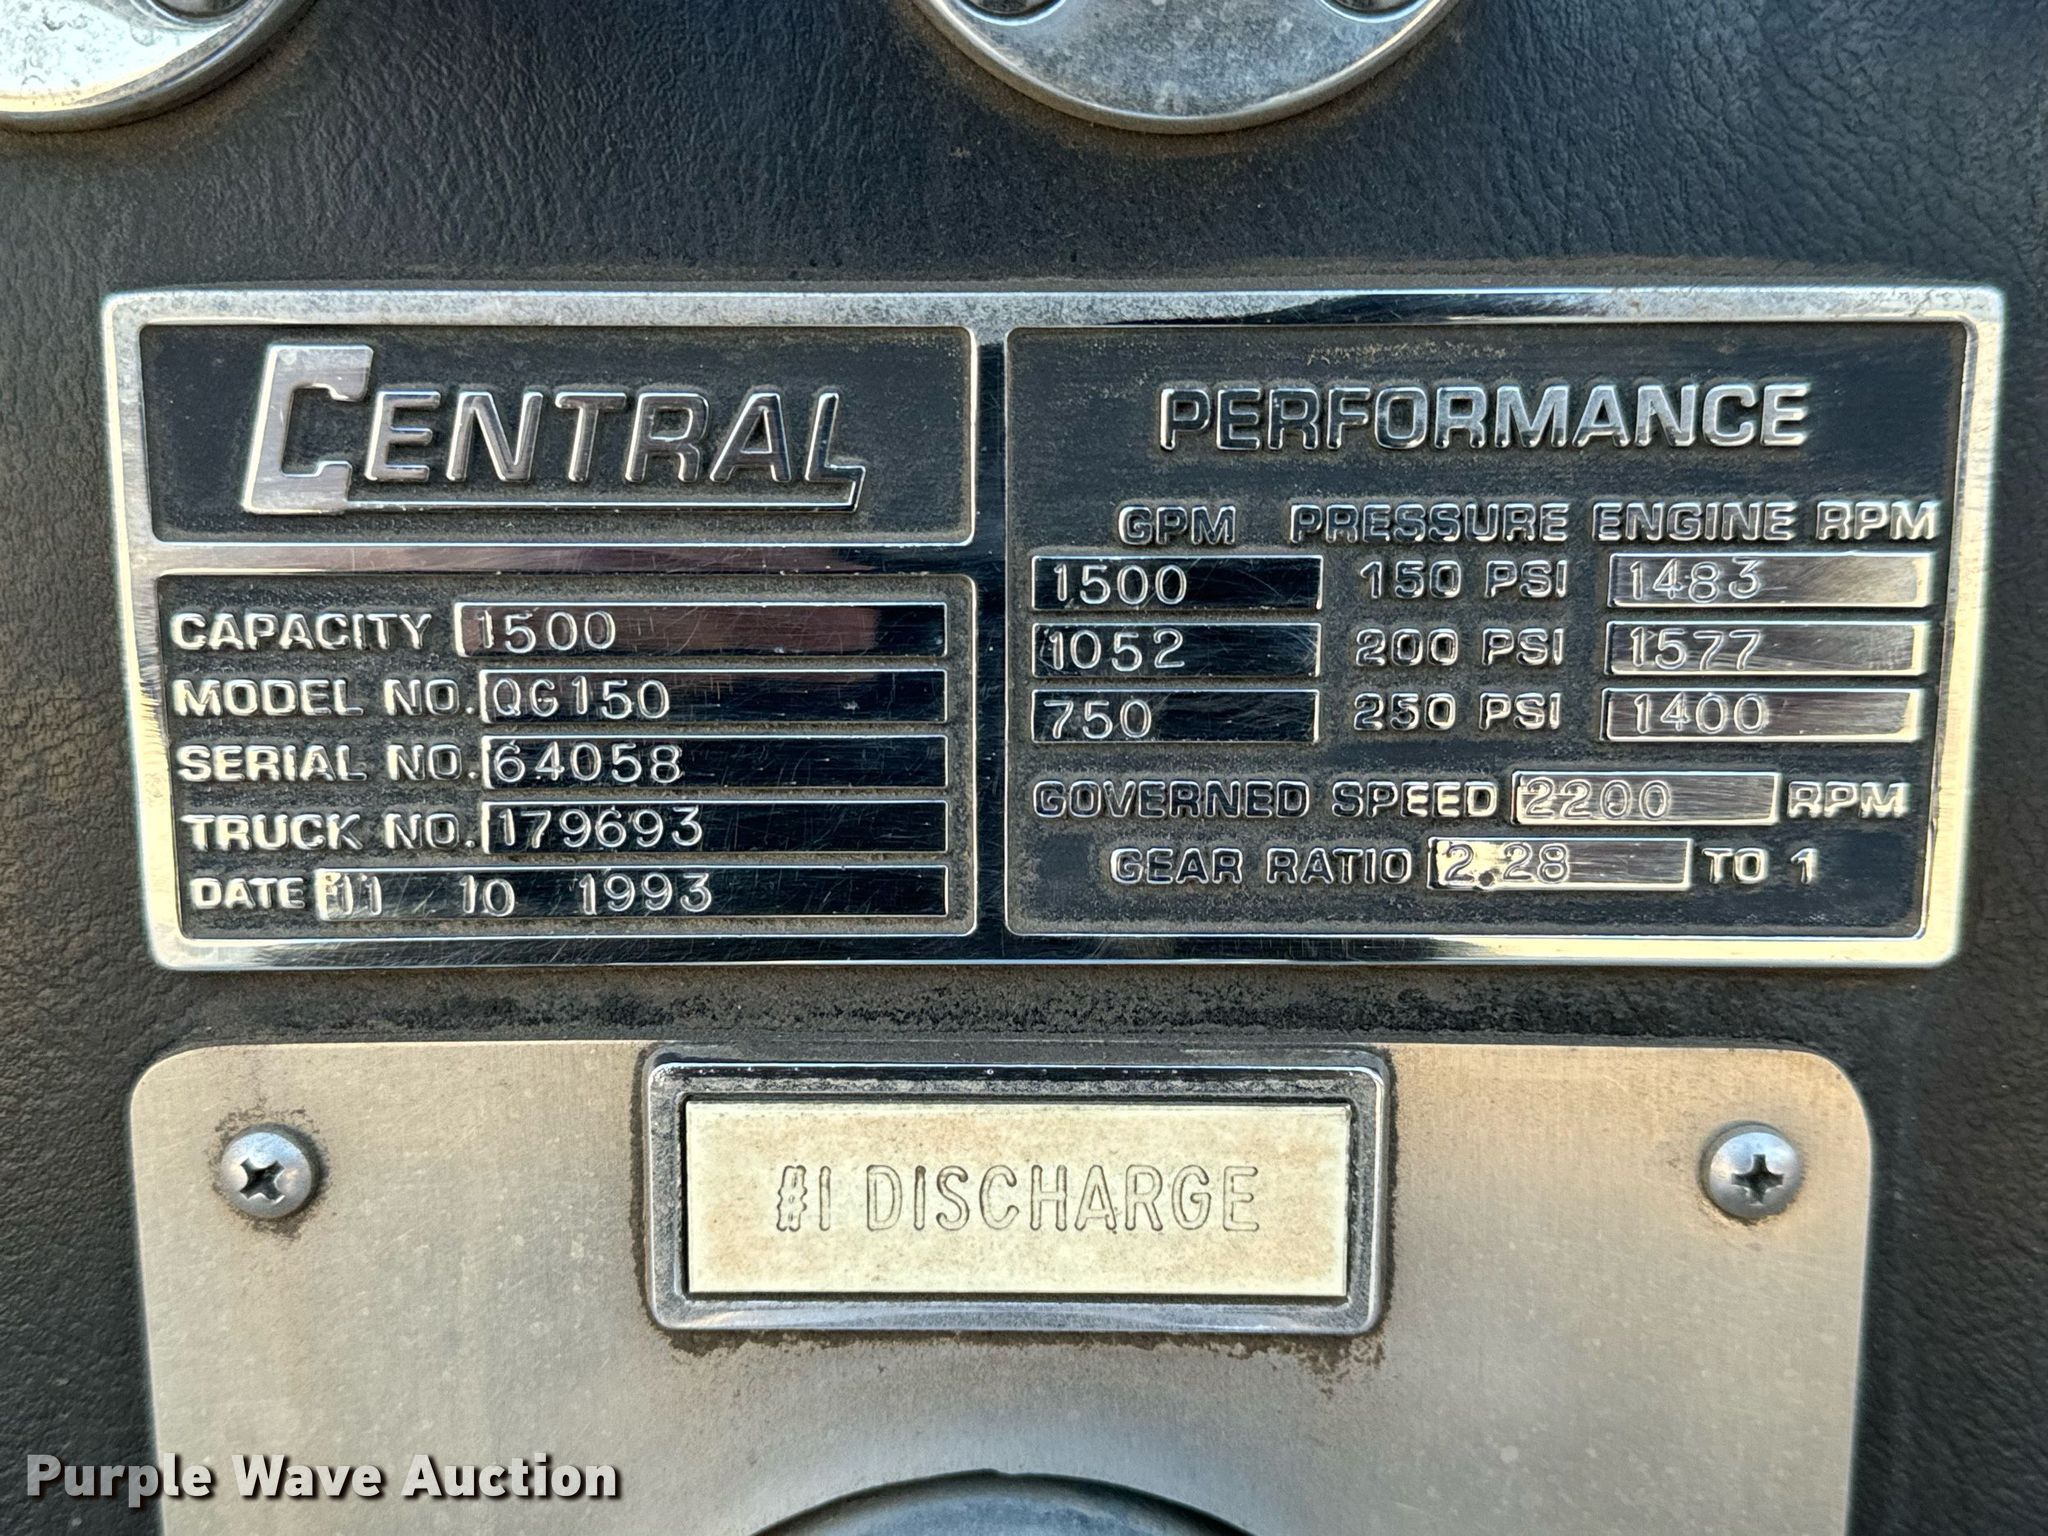 CENTRAL
CAPACITY 1500
MODEL NO. QG150
SERIAL NO. 64058
TRUCK NO. 179693
DATE 11 10 1993
PERFORMANCE
GPM PRESSURE ENGINE RPM
1500 150 PSI 1483
1052 200 PSI 1577
750 250 PSI 1400
GOVERNED SPEED 2200 RPM
GEAR RATIO 2.28 TO 1
#1 DISCHARGE
Purple Wave Auction